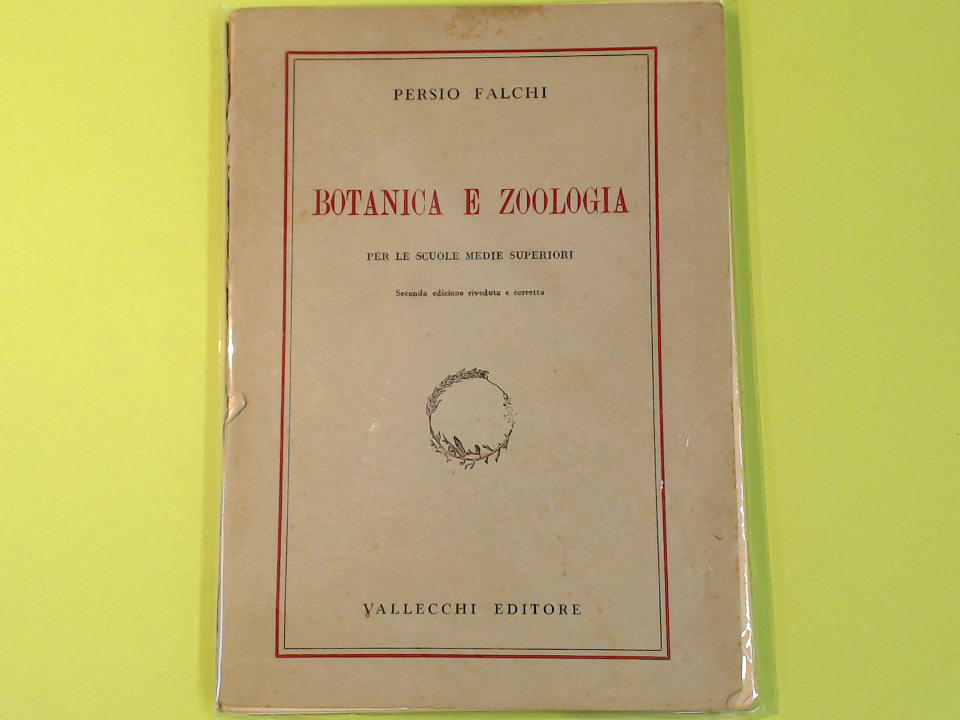 PERSIO FALCHI
BOTANICA E ZOOLOGIA
PER LE SCUOLE MEDIE SUPERIORI
Seconda edizione riveduta e corretta
VALLECCHI EDITORE